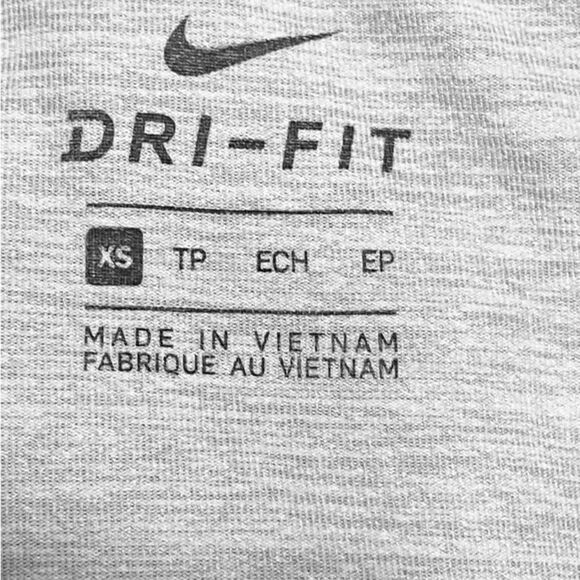 DRI-FIT
XS TP ECH EP
MADE IN VIETNAM
FABRIQUE AU VIETNAM